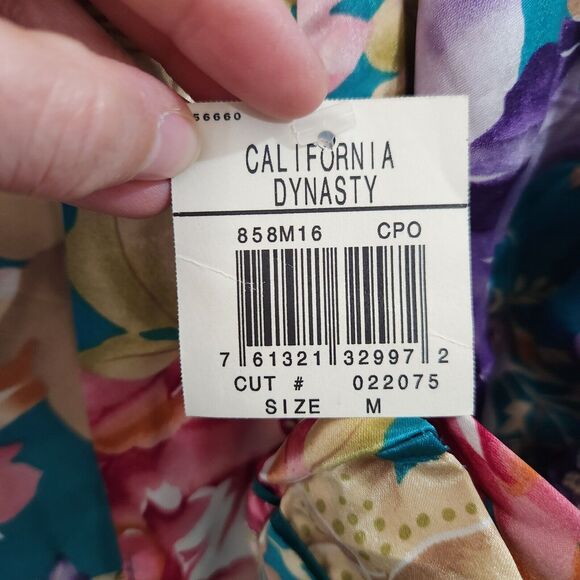 56660
CALIFORNIA
DYNASTY
858M16 CPO
7 61321 32997 2
CUT # 022075
SIZE M